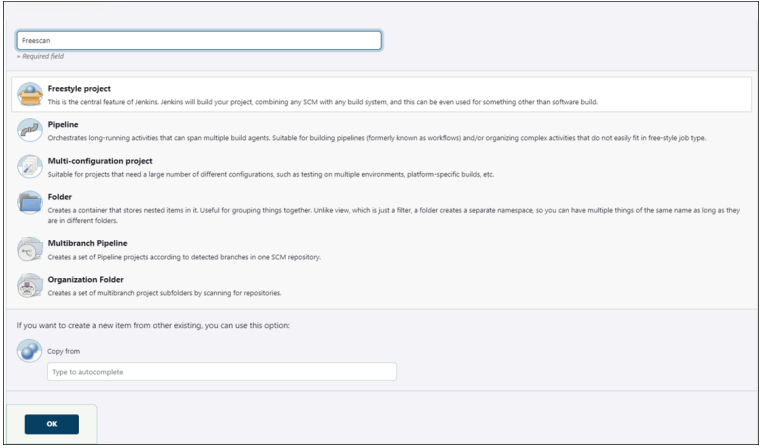 Freescan
» Required field
Freestyle project
This is the central feature of Jenkins. Jenkins will build your project, combining any SCM with any build system, and this can be even used for something other than software build.
Pipeline
Orchestrates long-running activities that can span multiple build agents. Suitable for building pipelines (formerly known as workflows) and/or organizing complex activities that do not easily fit in free-style job type.
Multi-configuration project
Suitable for projects that need a large number of different configurations, such as testing on multiple environments, platform-specific builds, etc.
Folder
Creates a container that stores nested items in it. Useful for grouping things together. Unlike view, which is just a filter, a folder creates a separate namespace, so you can have multiple things of the same name as long as they
are in different folders.
Multibranch Pipeline
Creates a set of Pipeline projects according to detected branches in one SCM repository.
Organization Folder
Creates a set of multibranch project subfolders by scanning for repositories.
If you want to create a new item from other existing, you can use this option:
Copy from
Type to autocomplete
OK